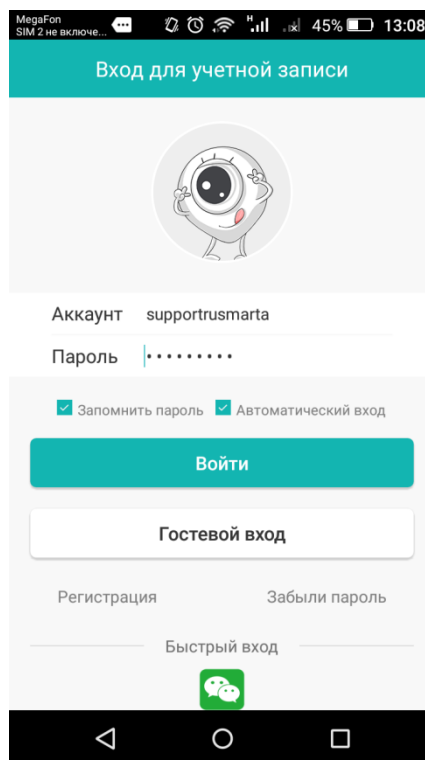 MegaFon
SIM 2 не включе... 45% 13:08
Вход для учетной записи
Аккаунт supportrusmarta
Пароль •••••••••
Запомнить пароль Автоматический вход
Войти
Гостевой вход
Регистрация Забыли пароль
Быстрый вход